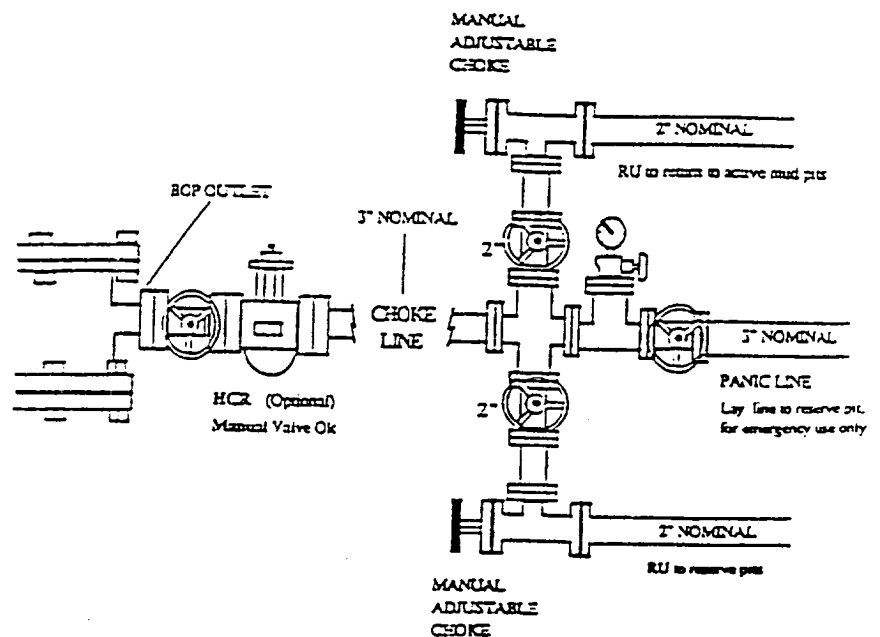 MANUAL
ADJUSTABLE
CHOKE
2" NOMINAL
RU to return to active mud pits
BOP OUTLET
3" NOMINAL
2"
CHOKE
LINE
3" NOMINAL
HCR (Optional)
Manual Valve Ok
PANIC LINE
Lay line to reserve pit,
for emergency use only
2"
2" NOMINAL
RU to reserve pits
MANUAL
ADJUSTABLE
CHOKE